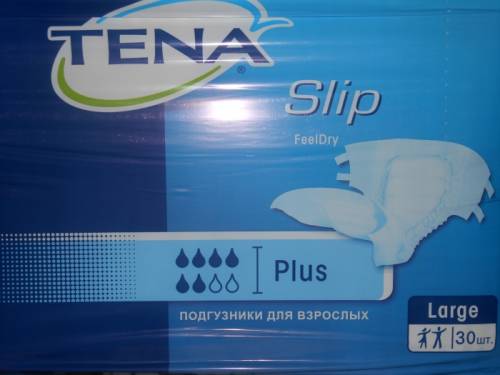 TENA®
Slip
FeelDry
Plus
ПОДГУЗНИКИ ДЛЯ ВЗРОСЛЫХ
Large
30шт.